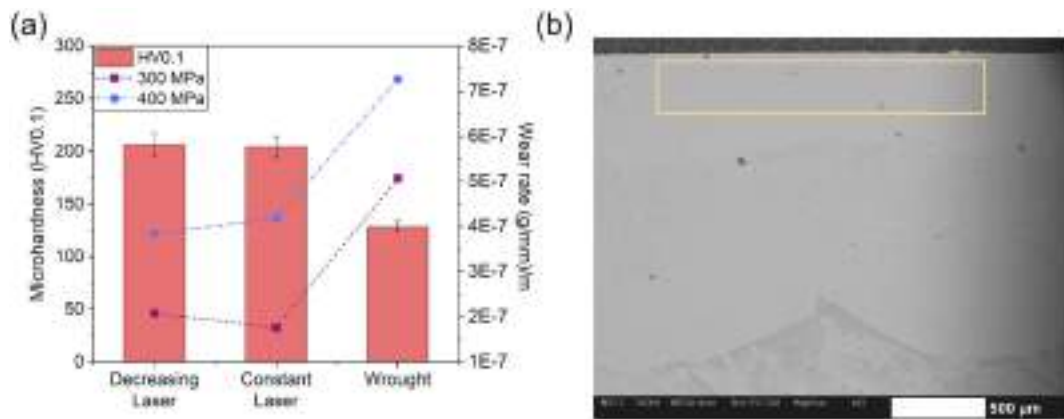 (a)
(b)
300
250
200
150
100
50
0
Microhardness (HV0.1)
HV0.1
300 MPa
400 MPa
8E-7
7E-7
6E-7
5E-7
4E-7
3E-7
2E-7
1E-7
Wear rate (g/mm)/m
Decreasing
Laser
Constant
Laser
Wrought
500 µm